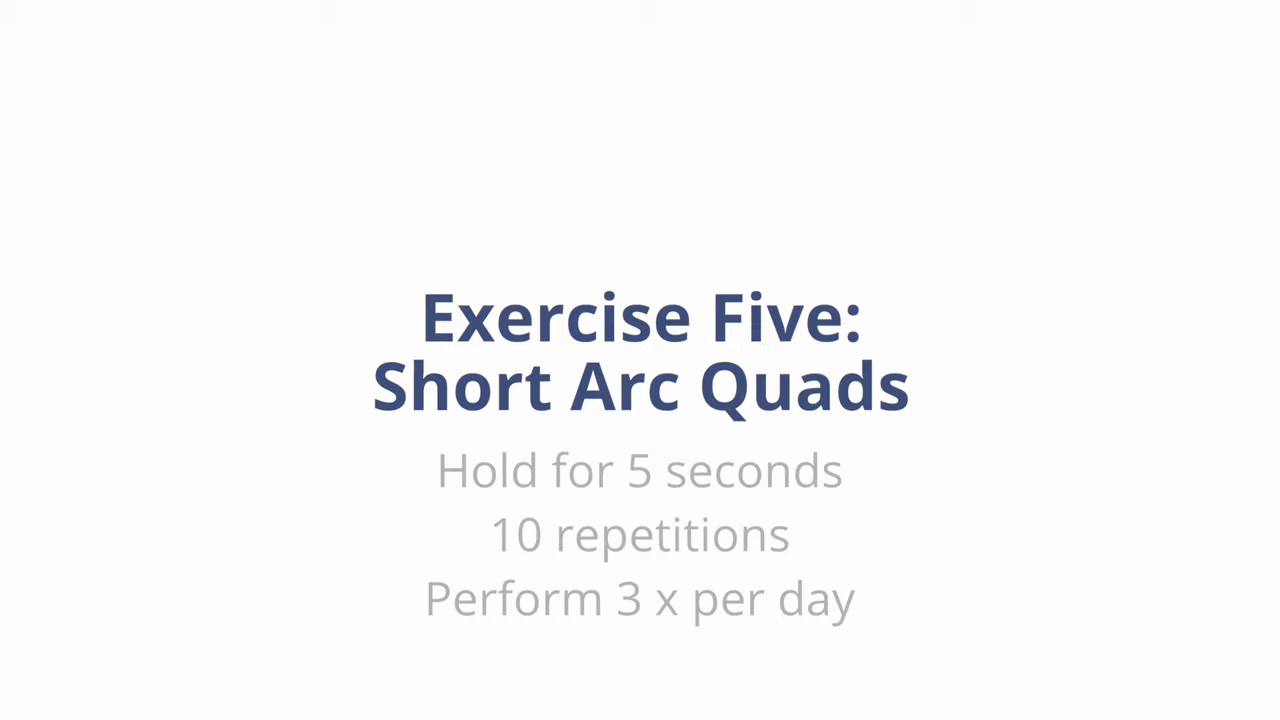 Exercise Five:
Short Arc Quads
Hold for 5 seconds
10 repetitions
Perform 3 x per day